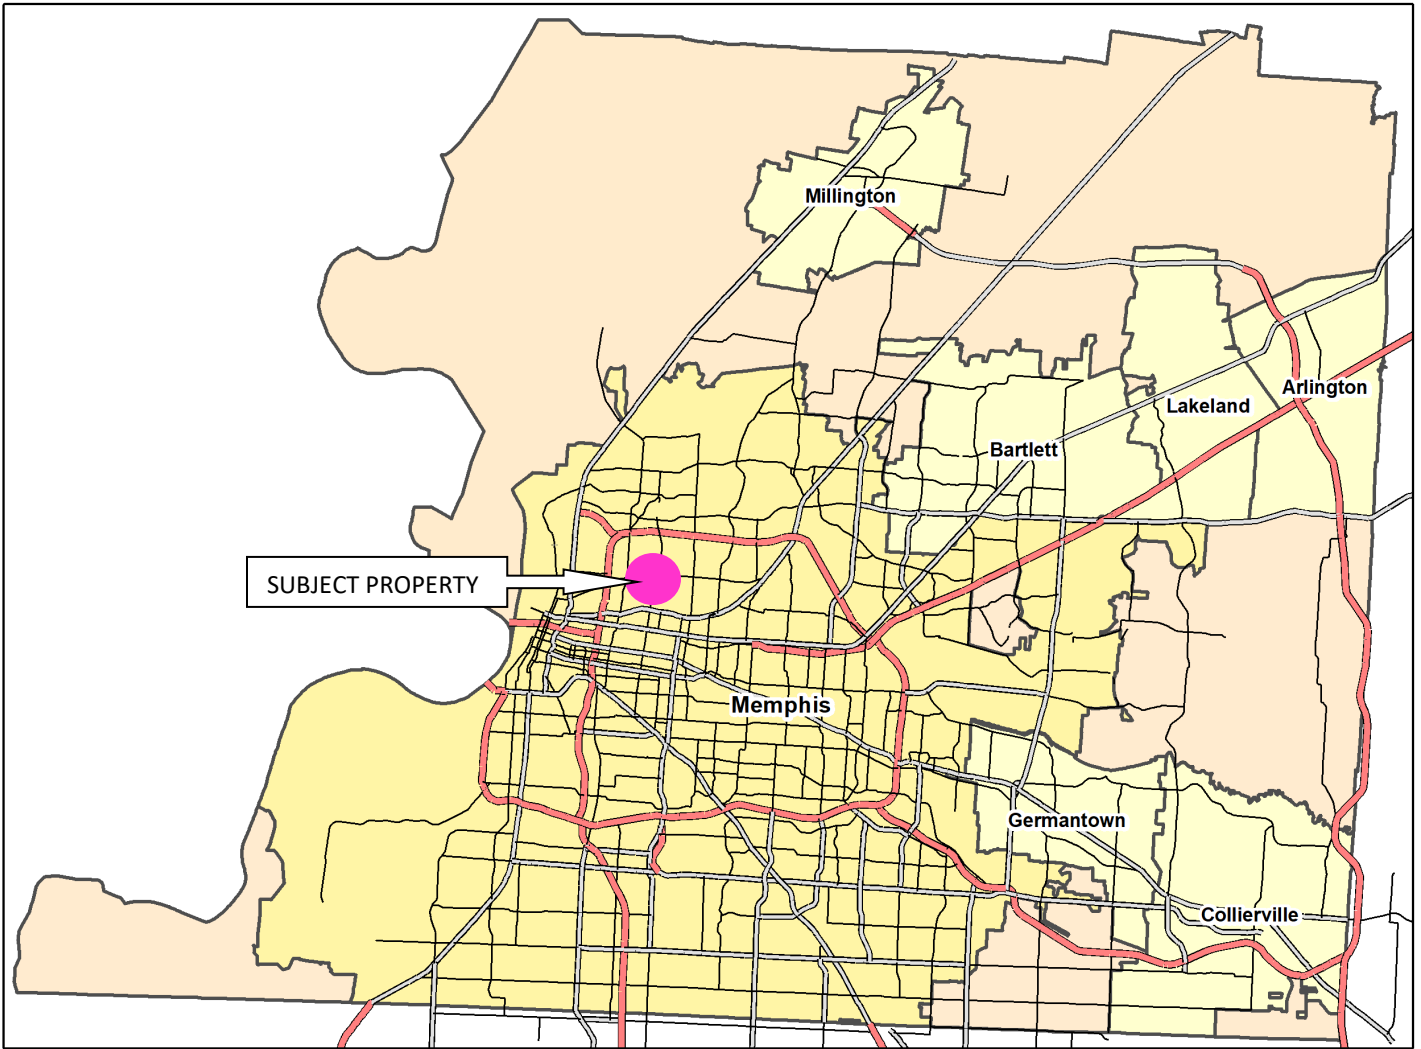 Millington
Arlington
Lakeland
Bartlett
SUBJECT PROPERTY
Memphis
Germantown
Collierville